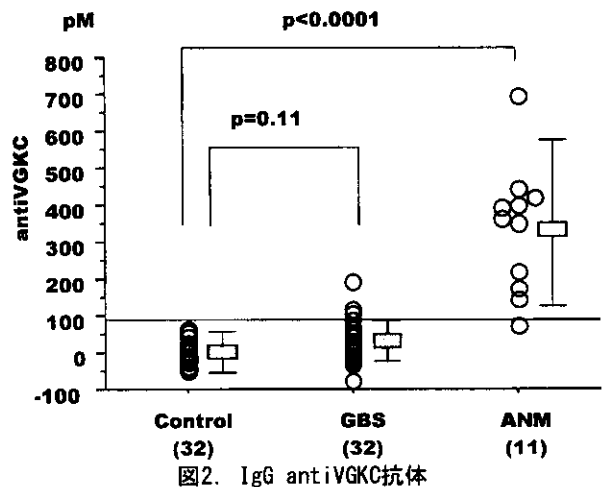 pM
p<0.0001
800
700
600
500
400
300
200
100
0
-100
antiVGKC
p=0.11
Control GBS ANM
(32) (32) (11)
図2. IgG antiVGKC抗体